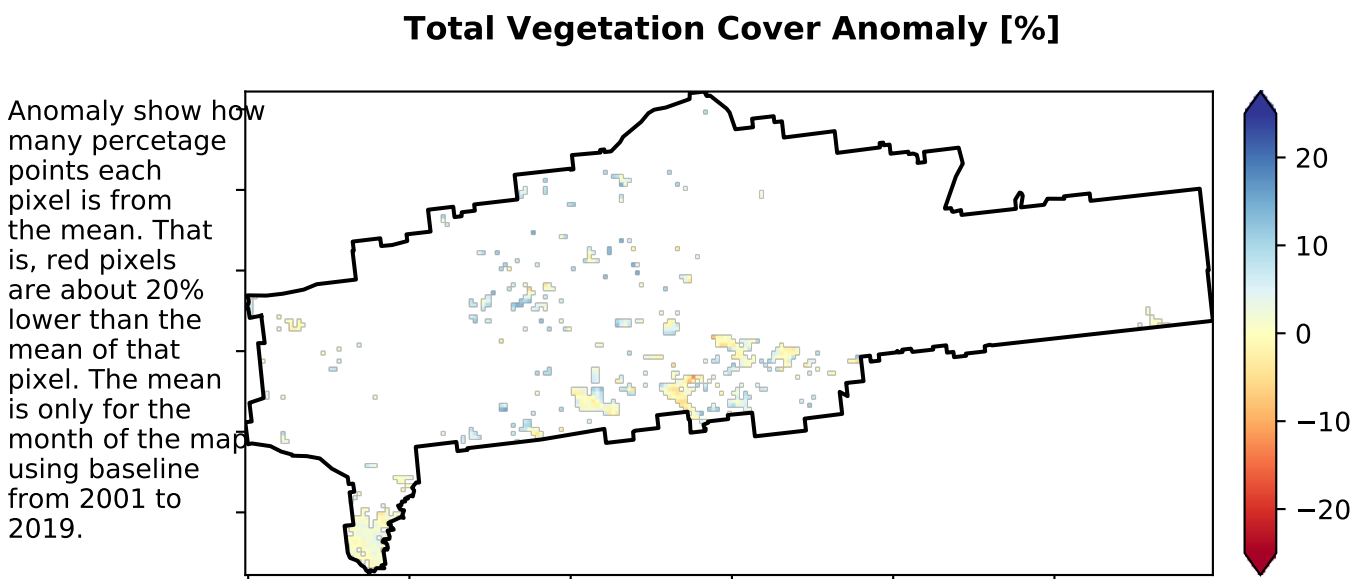 Total Vegetation Cover Anomaly [%]
Anomaly show how
many percetage
points each
pixel is from
the mean. That
is, red pixels
are about 20%
lower than the
mean of that
pixel. The mean
is only for the
month of the map
using baseline
from 2001 to
2019.
20
10
0
−10
−20